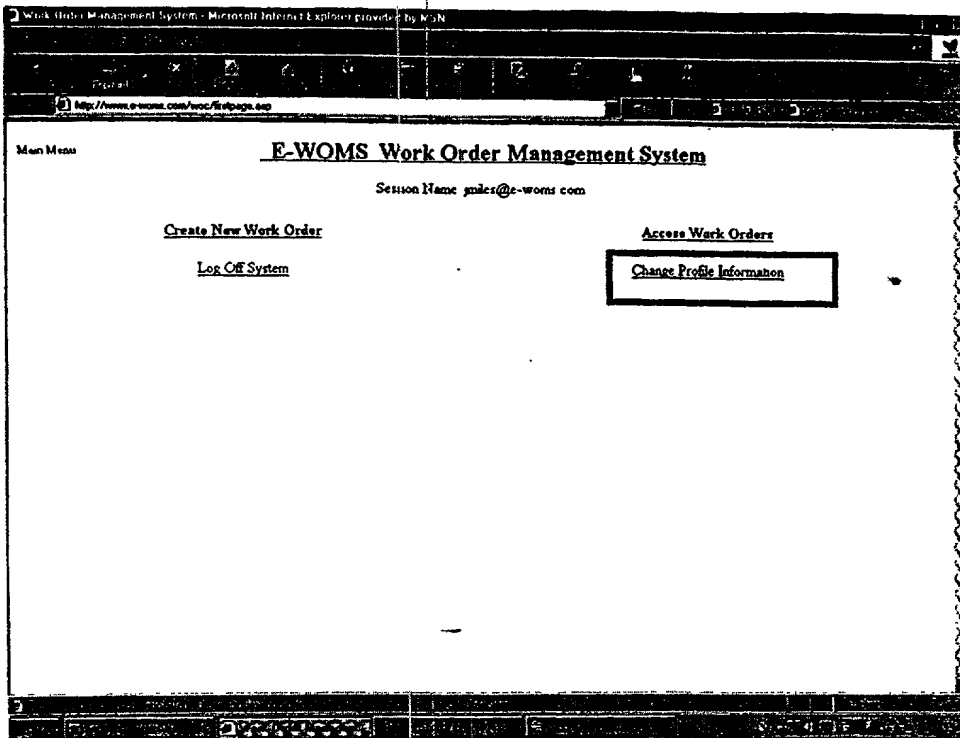 Work Order Management System - Microsoft Internet Explorer provided by MSN
http://www.e-woms.com/woc/firstpage.asp
Main Menu
E-WOMS Work Order Management System
Session Name jmiles@e-woms com
Create New Work Order
Access Work Orders
Log Off System
Change Profile Information